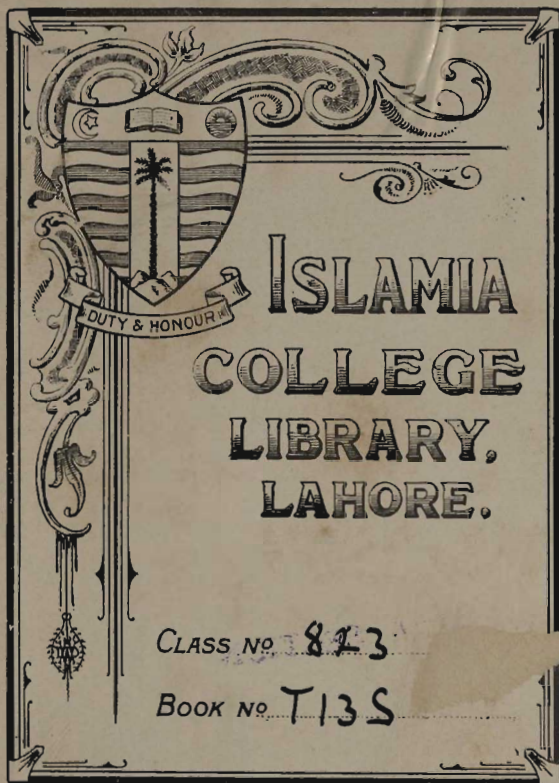 DUTY & HONOUR
ISLAMIA
COLLEGE
LIBRARY,
LAHORE.
CLASS No 823
BOOK No T13S